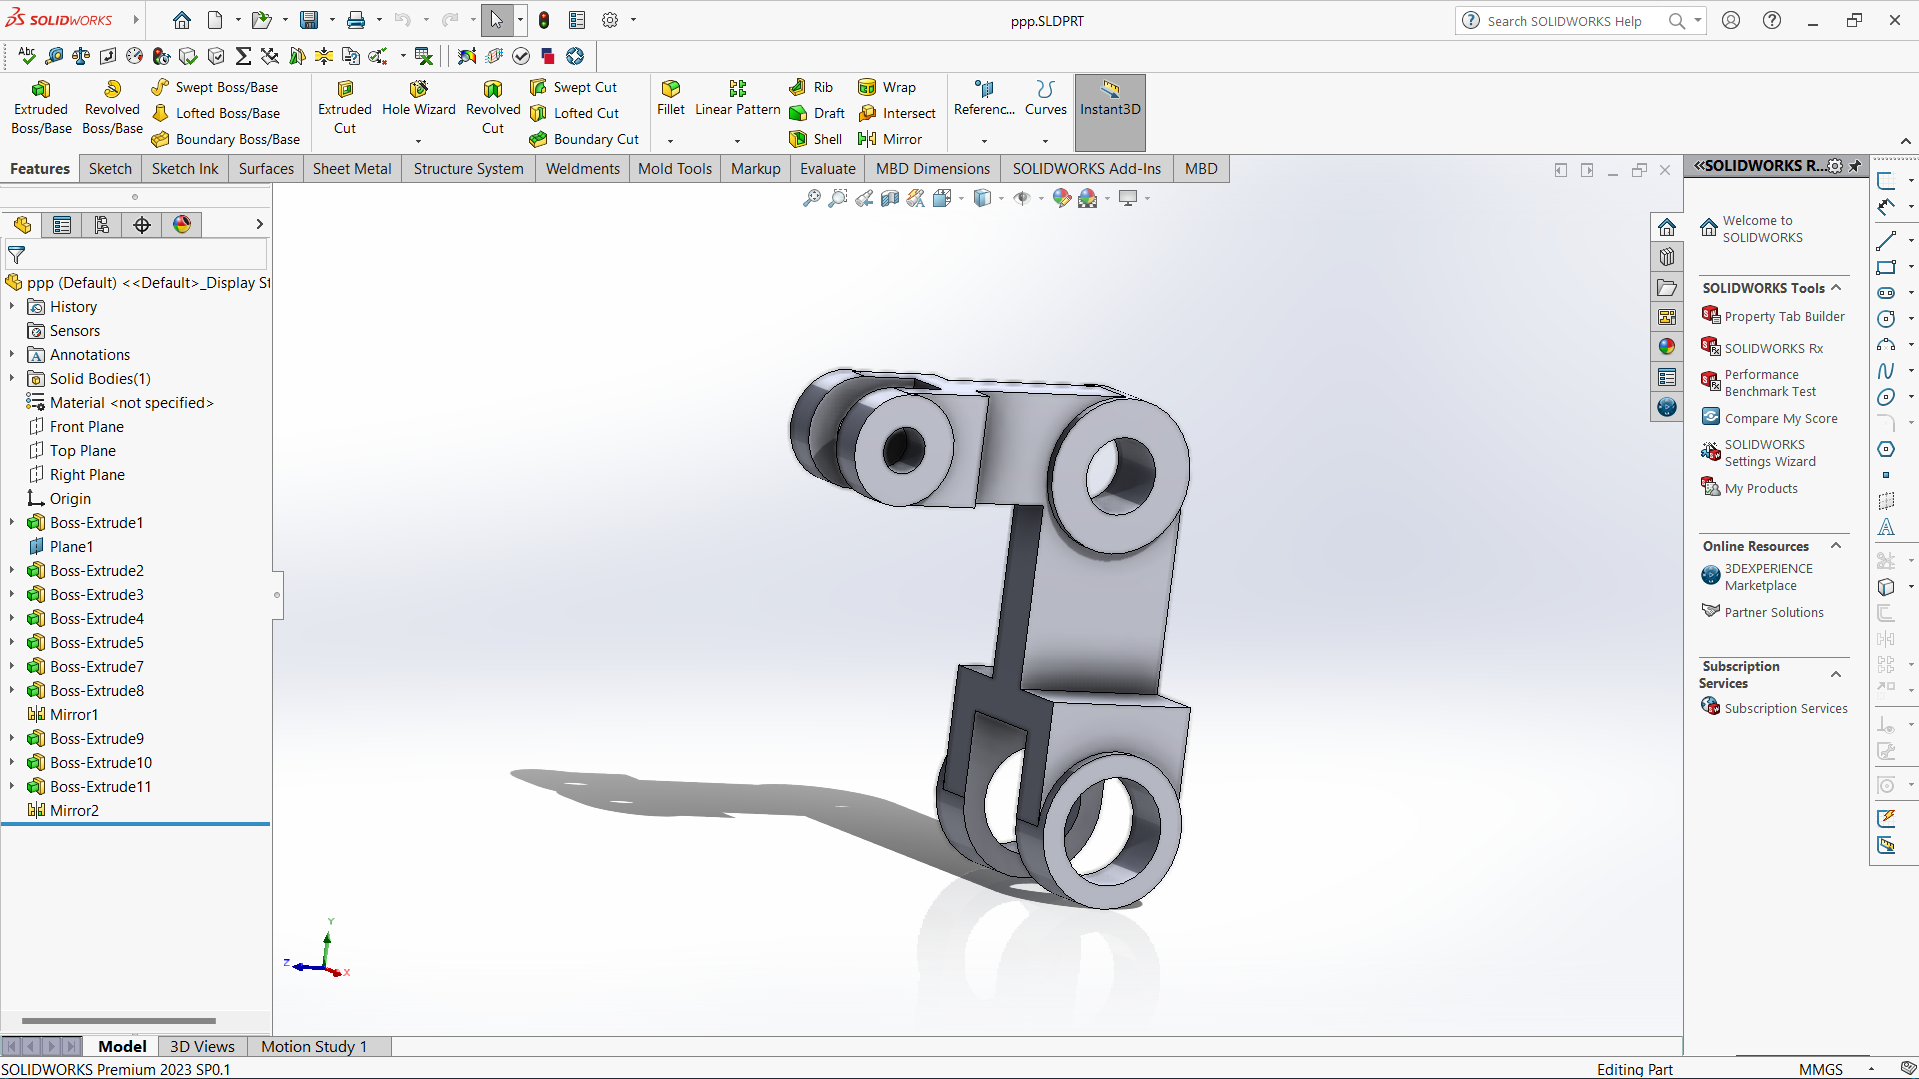 SOLIDWORKS
ppp.SLDPRT
Search SOLIDWORKS Help
Abc
Extruded Boss/Base
Revolved Boss/Base
Swept Boss/Base
Lofted Boss/Base
Boundary Boss/Base
Extruded Cut
Hole Wizard
Revolved Cut
Swept Cut
Lofted Cut
Boundary Cut
Fillet
Linear Pattern
Rib
Draft
Shell
Wrap
Intersect
Mirror
Referenc...
Curves
Instant3D
Features
Sketch
Sketch Ink
Surfaces
Sheet Metal
Structure System
Weldments
Mold Tools
Markup
Evaluate
MBD Dimensions
SOLIDWORKS Add-Ins
MBD
ppp (Default) <<Default>_Display St
History
Sensors
Annotations
Solid Bodies(1)
Material <not specified>
Front Plane
Top Plane
Right Plane
Origin
Boss-Extrude1
Plane1
Boss-Extrude2
Boss-Extrude3
Boss-Extrude4
Boss-Extrude5
Boss-Extrude7
Boss-Extrude8
Mirror1
Boss-Extrude9
Boss-Extrude10
Boss-Extrude11
Mirror2
Y
Z
X
SOLIDWORKS R...
Welcome to
SOLIDWORKS
SOLIDWORKS Tools
Property Tab Builder
SOLIDWORKS Rx
Performance
Benchmark Test
Compare My Score
SOLIDWORKS
Settings Wizard
My Products
Online Resources
3DEXPERIENCE
Marketplace
Partner Solutions
Subscription
Services
Subscription Services
Model
3D Views
Motion Study 1
SOLIDWORKS Premium 2023 SP0.1
Editing Part
MMGS